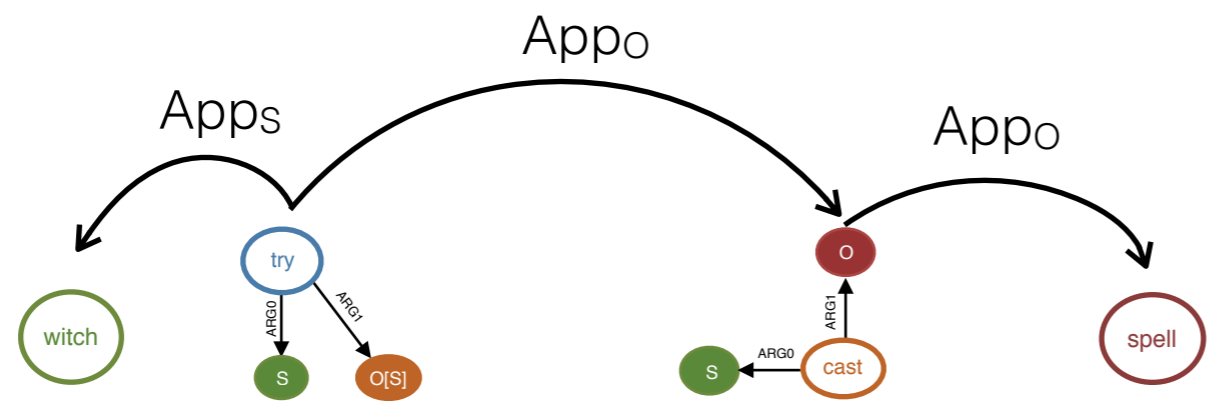 AppO
AppS
AppO
try
O
ARG0
ARG1
ARG1
witch
spell
ARG0
cast
S
O[S]
S